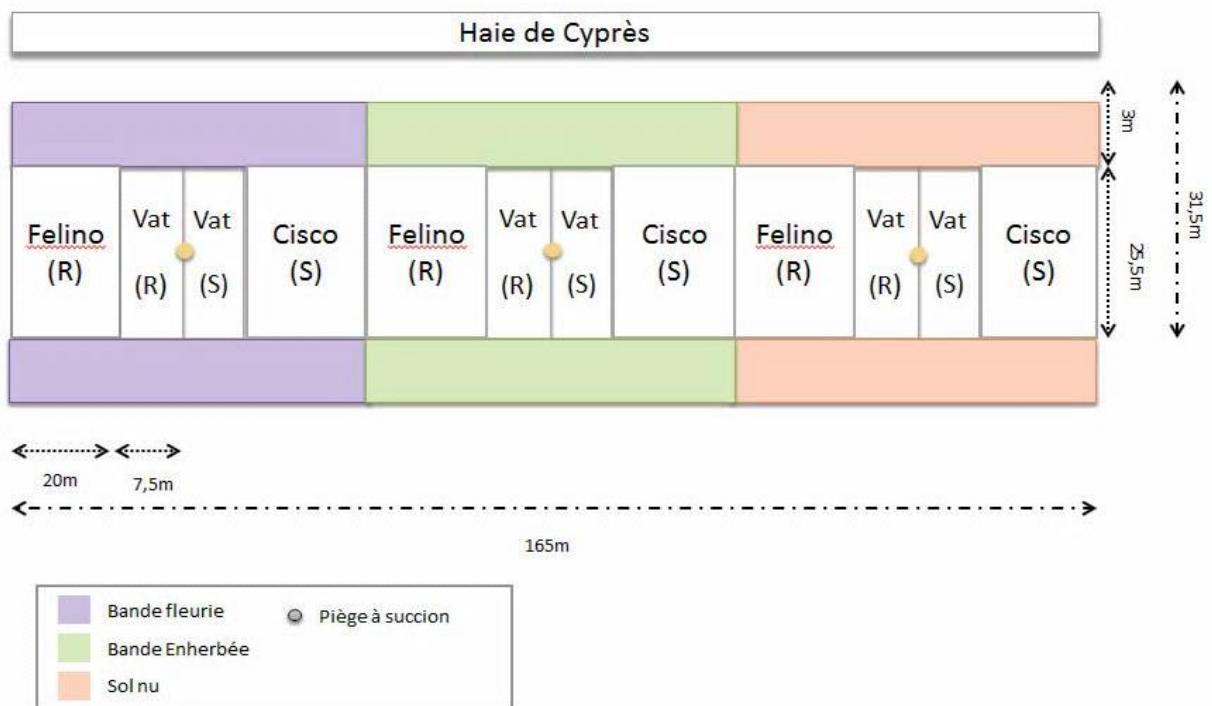 Haie de Cyprès
3m
Felino
(R)
Vat
(R)
Vat
(S)
Cisco
(S)
Felino
(R)
Vat
(R)
Vat
(S)
Cisco
(S)
Felino
(R)
Vat
(R)
Vat
(S)
Cisco
(S)
25,5m
31,5m
20m
7,5m
165m
Bande fleurie
Piège à succion
Bande Enherbée
Sol nu